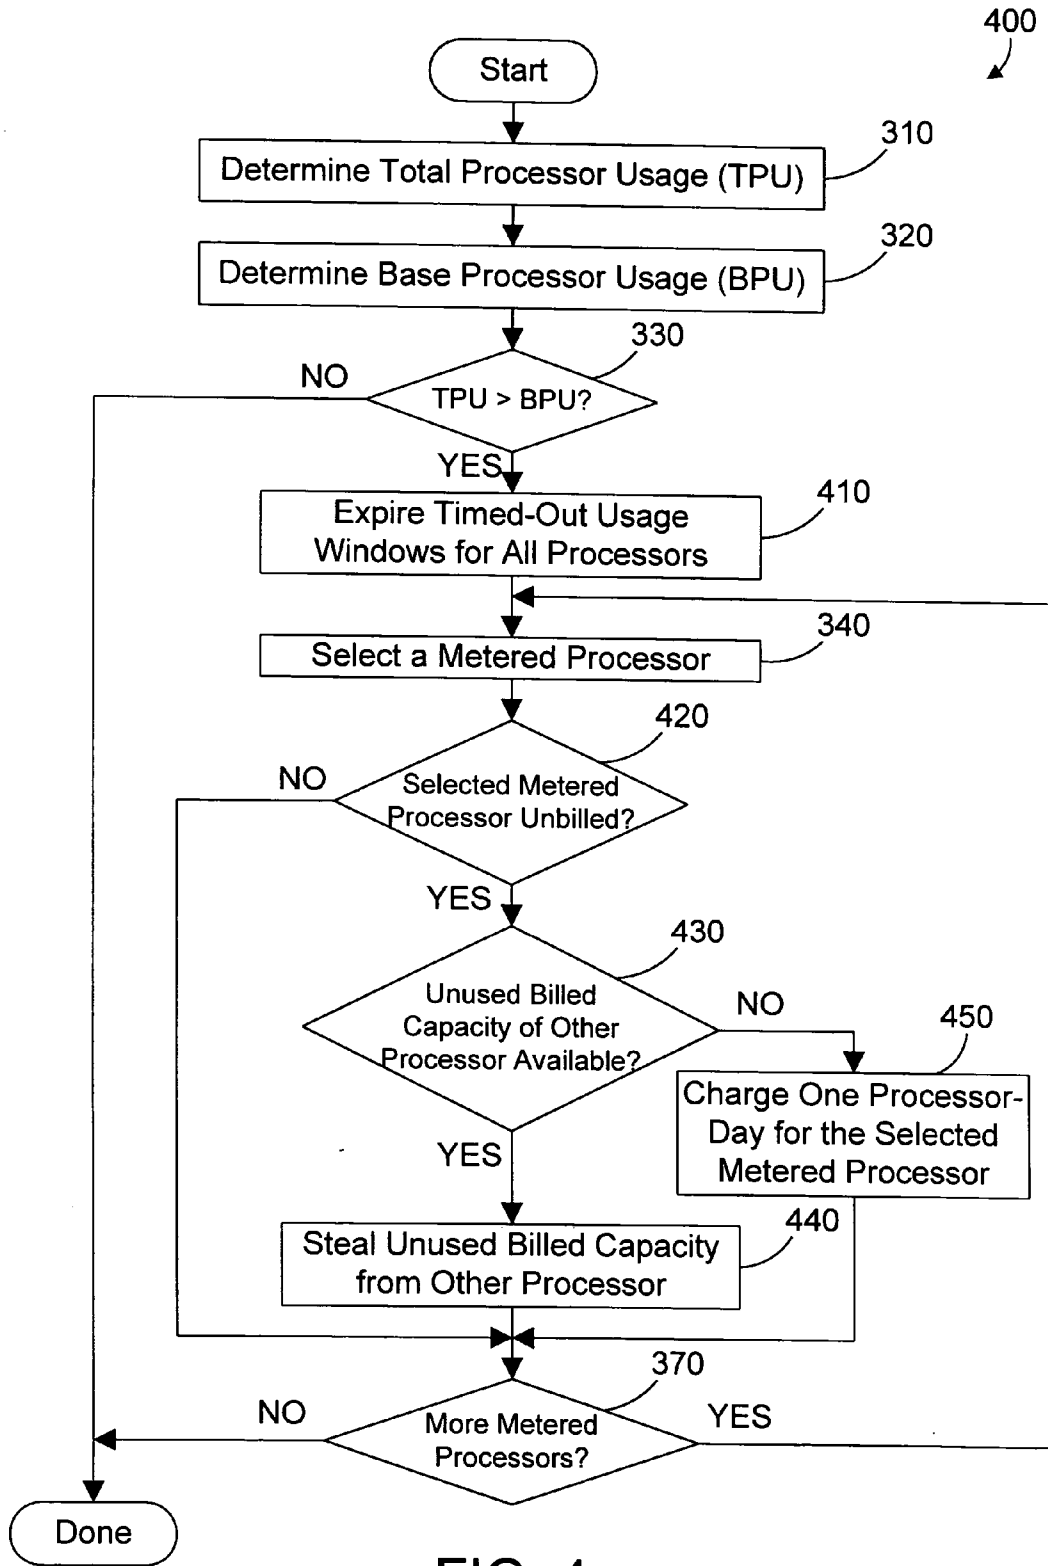 400
Start
310
Determine Total Processor Usage (TPU)
320
Determine Base Processor Usage (BPU)
330
NO
TPU > BPU?
YES
410
Expire Timed-Out Usage
Windows for All Processors
340
Select a Metered Processor
420
NO
Selected Metered
Processor Unbilled?
YES
430
Unused Billed
Capacity of Other
Processor Available?
NO
450
Charge One Processor-
Day for the Selected
Metered Processor
YES
440
Steal Unused Billed Capacity
from Other Processor
370
NO
More Metered
Processors?
YES
Done